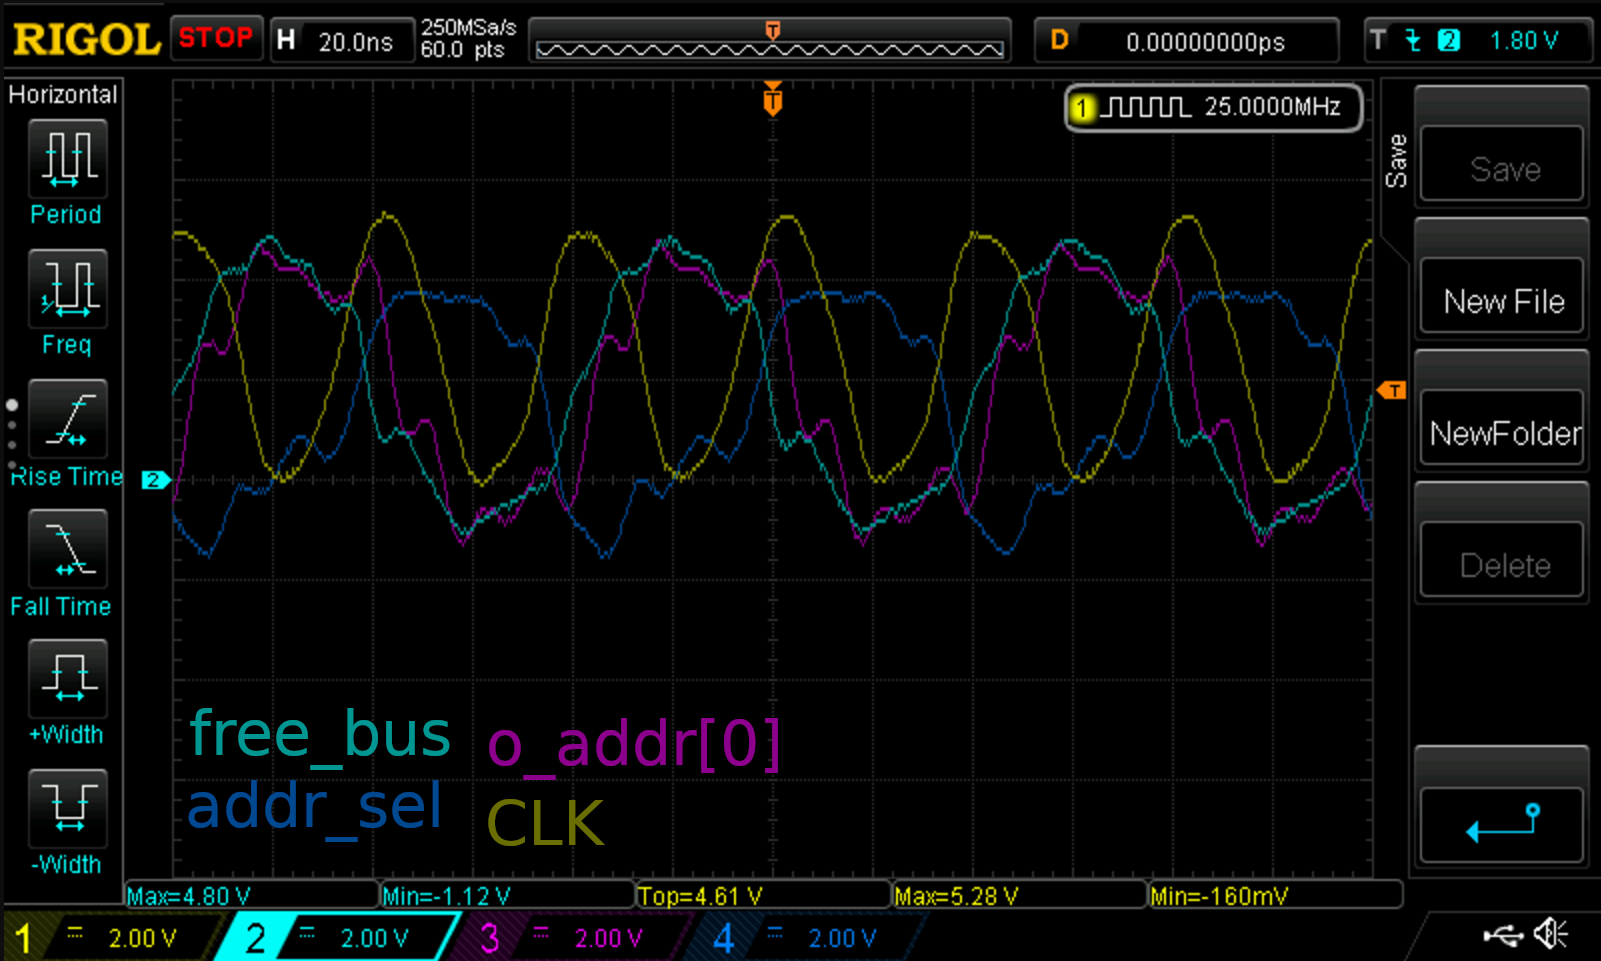 RIGOL STOP H 20.0ns 250MSa/s D 0.00000000ps T 2 1.80 V
60.0 pts
T
Horizontal
T
1 25.0000MHz
Save
Save
Period
New File
Freq
T
NewFolder
Rise Time
2
Delete
Fall Time
free_bus o_addr[0]
+Width
addr_sel CLK
-Width
Max=4.80 V Min=-1.12 V Top=4.61 V Max=5.28 V Min=-160mV
1 2.00 V 2 2.00 V 3 2.00 V 4 2.00 V